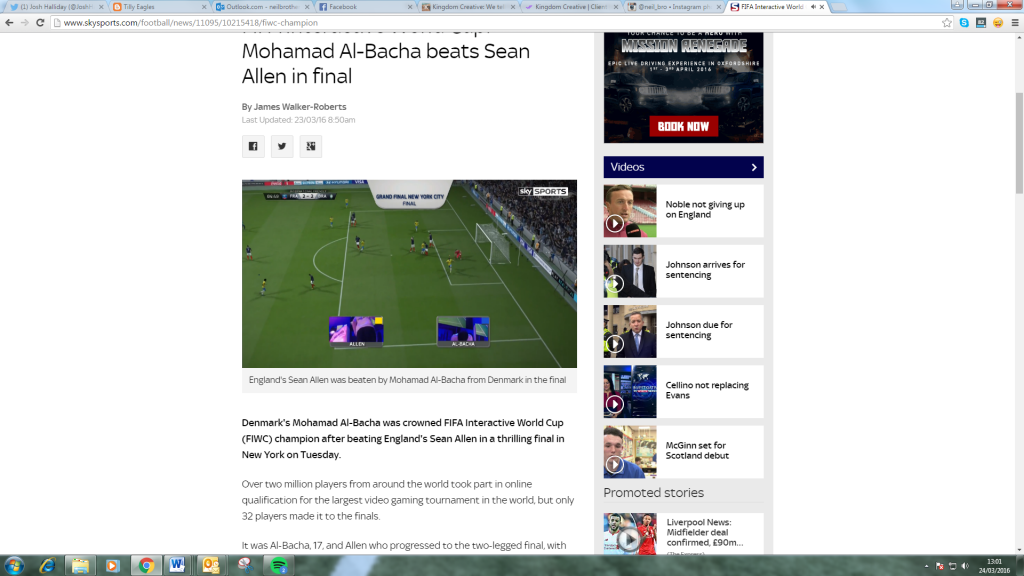 (1) Josh Halliday (@JoshH
Tilly Eagles
Outlook.com - neilbrothe
Facebook
Kingdom Creative: We tell
Kingdom Creative | Client
@neil_bro • Instagram ph
FIFA Interactive World
www.skysports.com/football/news/11095/10215418/fiwc-champion
Mohamad Al-Bacha beats Sean
Allen in final
By James Walker-Roberts
Last Updated: 23/03/16 8:50am
sky SPORTS
GRAND FINAL NEW YORK CITY
FINAL
ALLEN
AL-BACHA
England's Sean Allen was beaten by Mohamad Al-Bacha from Denmark in the final
Denmark's Mohamad Al-Bacha was crowned FIFA Interactive World Cup
(FIWC) champion after beating England's Sean Allen in a thrilling final in
New York on Tuesday.
Over two million players from around the world took part in online
qualification for the largest video gaming tournament in the world, but only
32 players made it to the finals.
It was Al-Bacha, 17, and Allen who progressed to the two-legged final, with
YOUR CHANCE TO BE A HERO WITH
MISSION RENEGADE
EPIC LIVE DRIVING EXPERIENCE IN OXFORDSHIRE
1ST - 3RD APRIL 2016
BOOK NOW
Videos
Noble not giving up
on England
Johnson arrives for
sentencing
Johnson due for
sentencing
Cellino not replacing
Evans
McGinn set for
Scotland debut
Promoted stories
Liverpool News:
Midfielder deal
confirmed, £90m...
13:01
24/03/2016